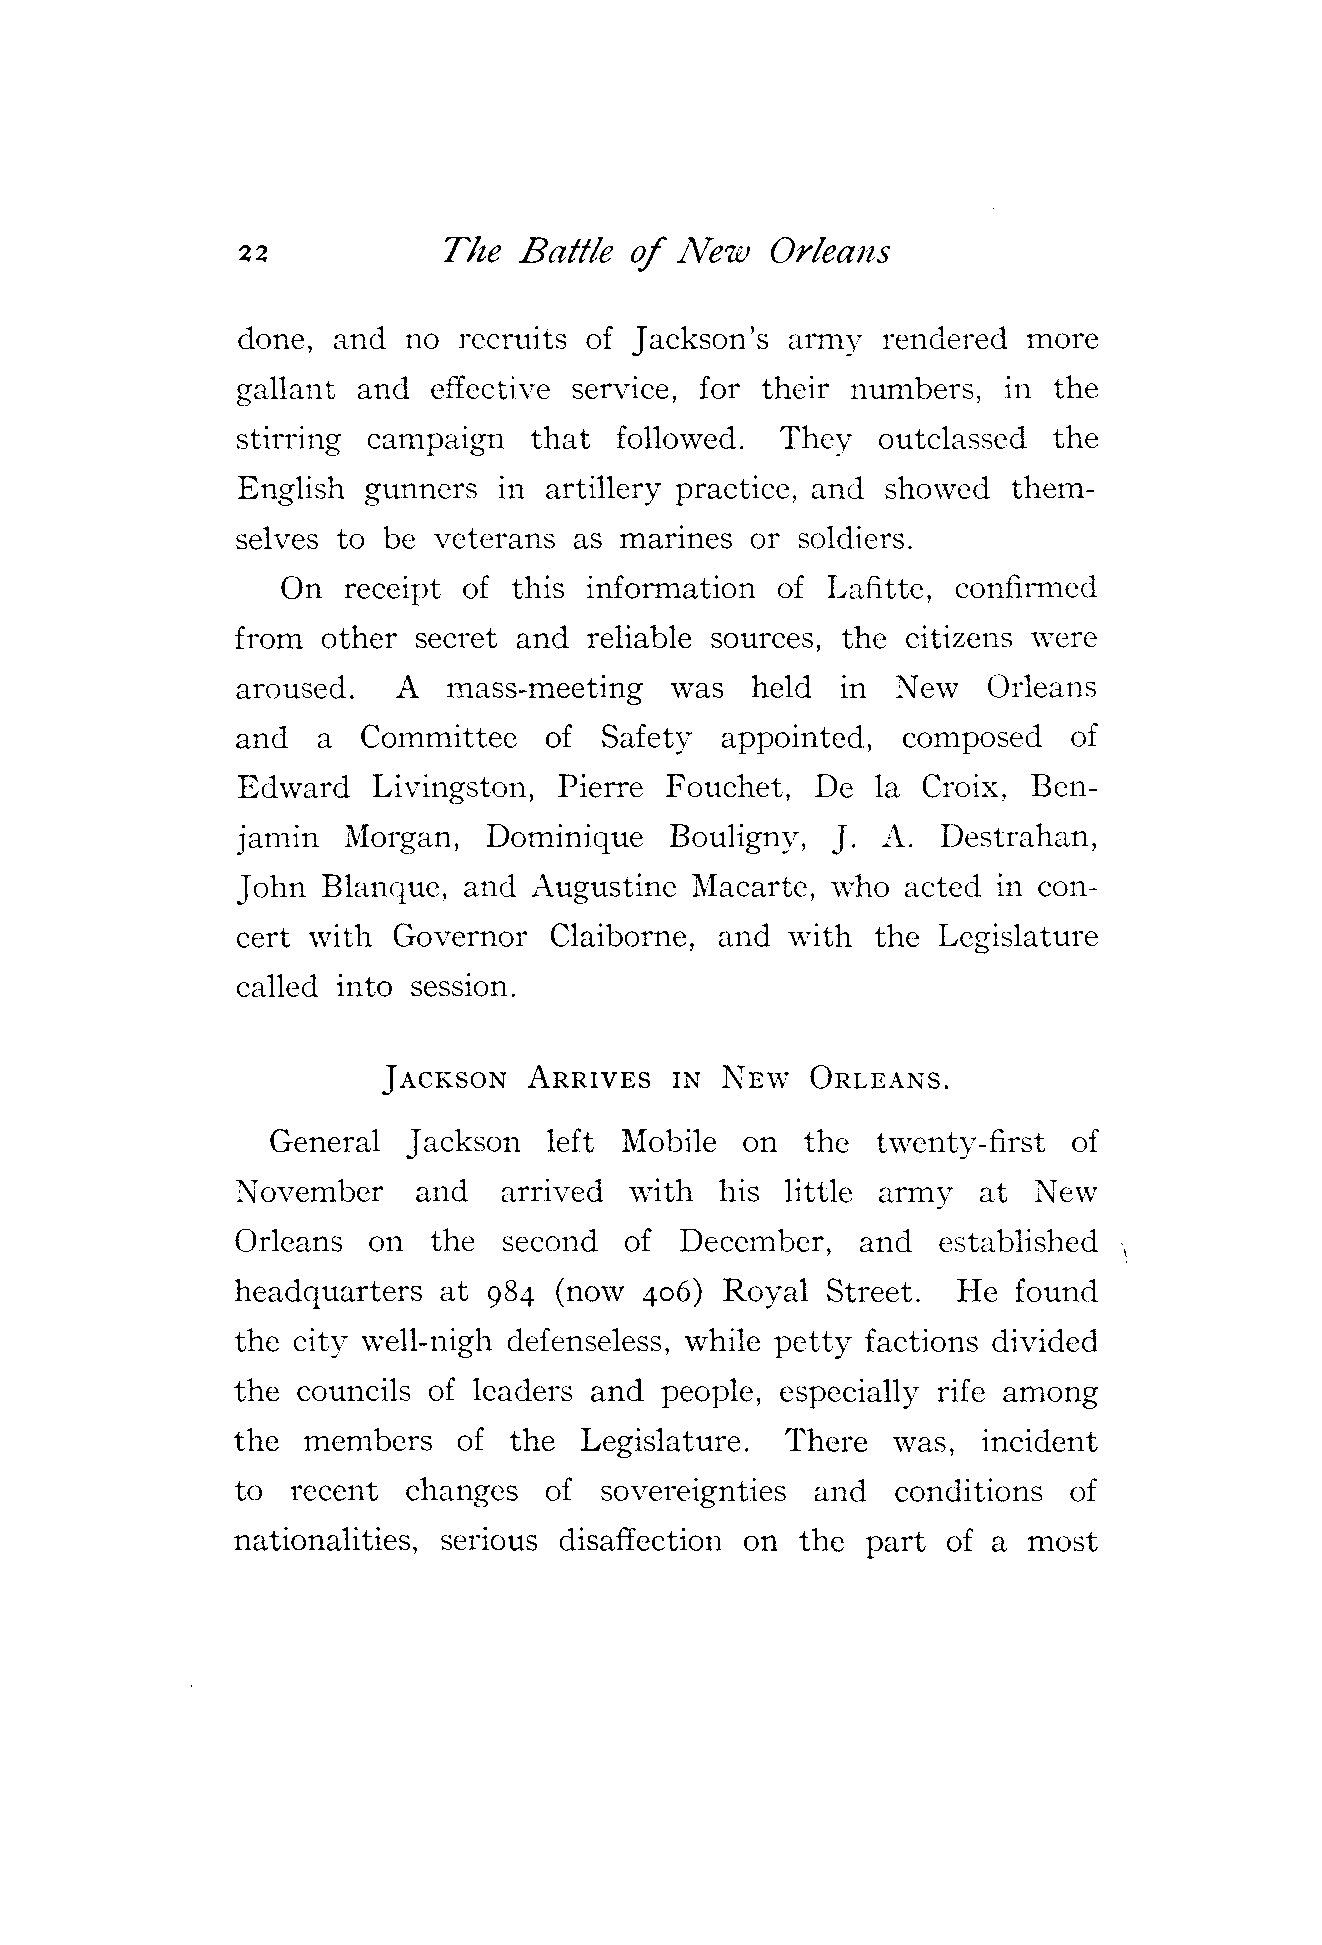 22 The Battle of New Orleans
done, and no recruits of Jackson's army rendered more
gallant and effective service, for their numbers, in the
stirring campaign that followed. They outclassed the
English gunners in artillery practice, and showed them-
selves to be veterans as marines or soldiers.
On receipt of this information of Lafitte, confirmed
from other secret and reliable sources, the citizens were
aroused. A mass-meeting was held in New Orleans
and a Committee of Safety appointed, composed of
Edward Livingston, Pierre Fouchet, De la Croix, Ben-
jamin Morgan, Dominique Bouligny, J. A. Destrahan,
John Blanque, and Augustine Macarte, who acted in con-
cert with Governor Claiborne, and with the Legislature
called into session.
JACKSON ARRIVES IN NEW ORLEANS.
General Jackson left Mobile on the twenty-first of
November and arrived with his little army at New
Orleans on the second of December, and established
headquarters at 984 (now 406) Royal Street. He found
the city well-nigh defenseless, while petty factions divided
the councils of leaders and people, especially rife among
the members of the Legislature. There was, incident
to recent changes of sovereignties and conditions of
nationalities, serious disaffection on the part of a most